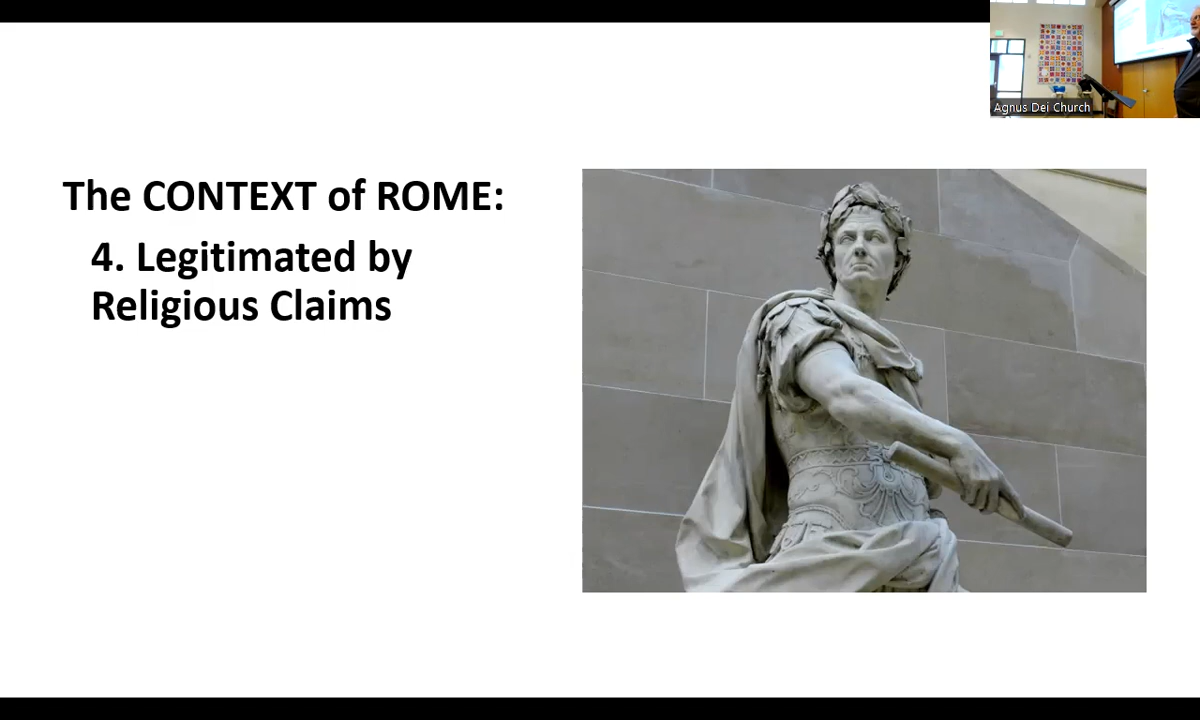 Agnus Dei Church
The CONTEXT of ROME:
4. Legitimated by
Religious Claims